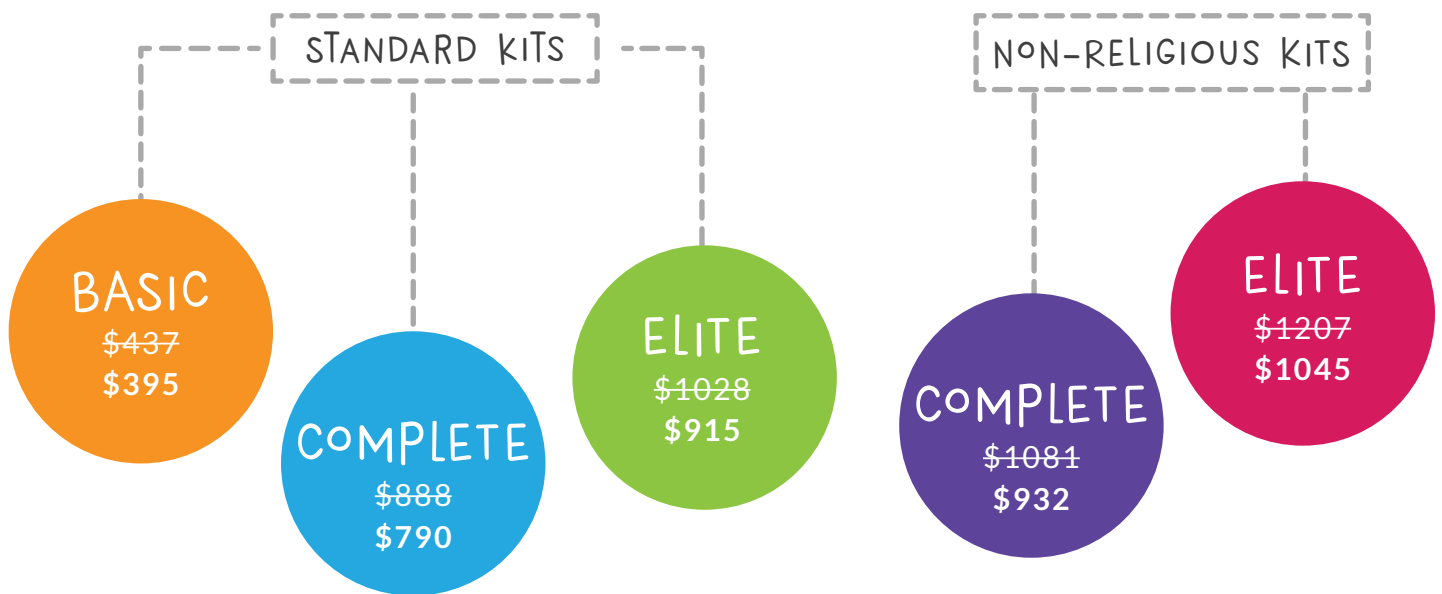 STANDARD KITS
BASIC
$437
$395
COMPLETE
$888
$790
ELITE
$1028
$915
NON-RELIGIOUS KITS
COMPLETE
$1081
$932
ELITE
$1207
$1045